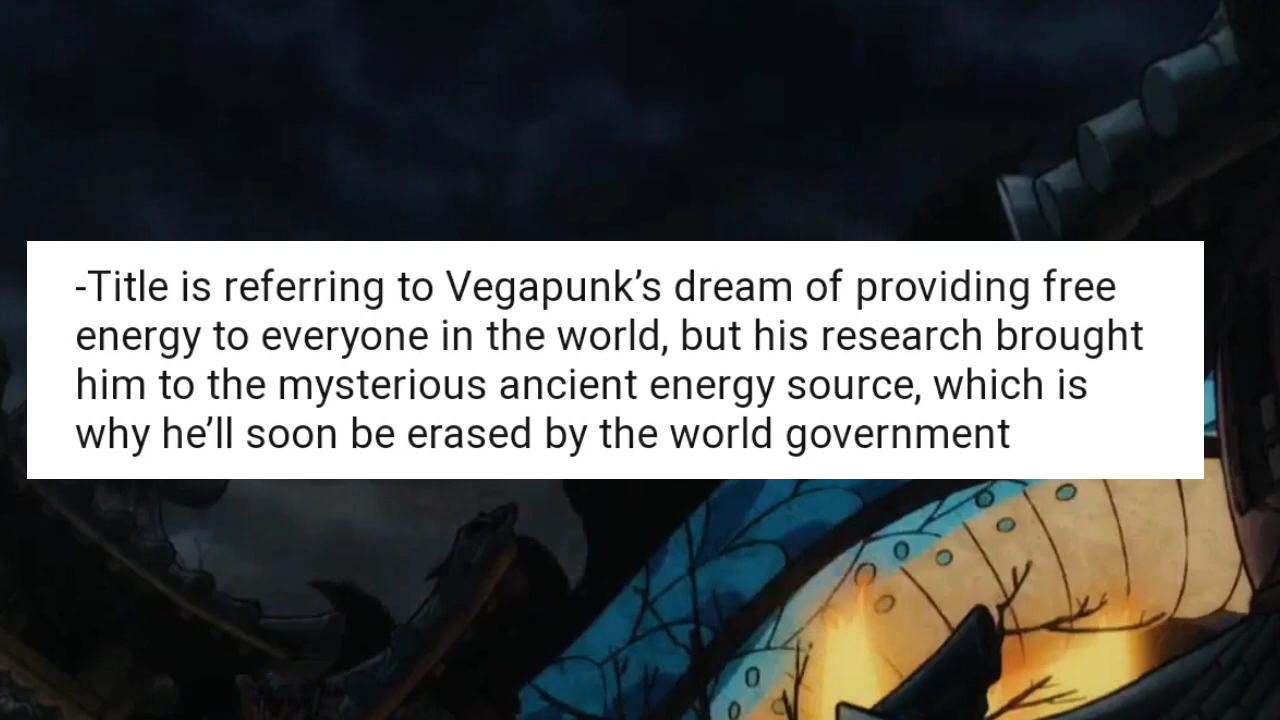 -Title is referring to Vegapunk’s dream of providing free
energy to everyone in the world, but his research brought
him to the mysterious ancient energy source, which is
why he’ll soon be erased by the world government